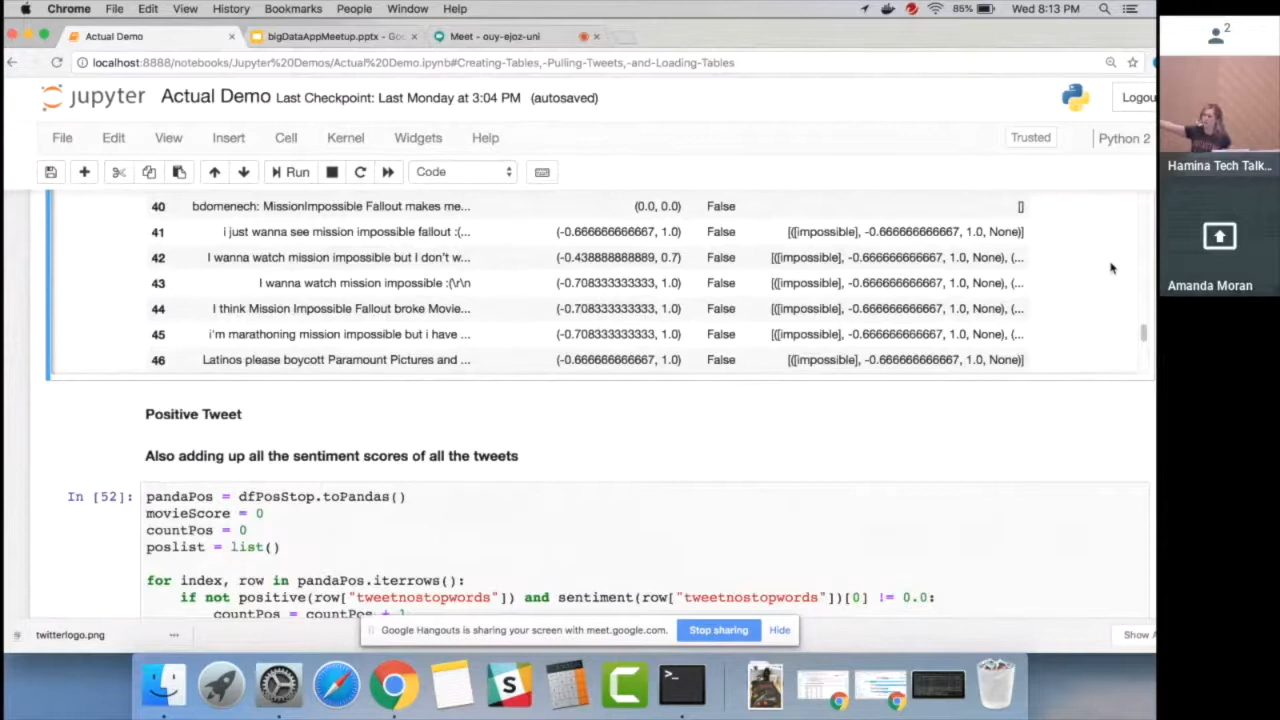 Chrome File Edit View History Bookmarks People Window Help 85% Wed 8:13 PM
Actual Demo bigDataAppMeetup.pptx - Go Meet - ouy-ejoz-uni
localhost:8888/notebooks/Jupyter%20Demos/Actual%20Demo.ipynb#Creating-Tables,-Pulling-Tweets,-and-Loading-Tables
jupyter Actual Demo Last Checkpoint: Last Monday at 3:04 PM (autosaved) Logou
File Edit View Insert Cell Kernel Widgets Help Trusted Python 2
Run Code
40 bdomenech: MissionImpossible Fallout makes me... (0.0, 0.0) False []
41 i just wanna see mission impossible fallout :(... (-0.666666666667, 1.0) False [([impossible], -0.666666666667, 1.0, None)]
42 I wanna watch mission impossible but I don't w... (-0.438888888889, 0.7) False [([impossible], -0.666666666667, 1.0, None), (...
43 I wanna watch mission impossible :(\r\n (-0.708333333333, 1.0) False [([impossible], -0.666666666667, 1.0, None), (...
44 I think Mission Impossible Fallout broke Movie... (-0.708333333333, 1.0) False [([impossible], -0.666666666667, 1.0, None), (...
45 i'm marathoning mission impossible but i have ... (-0.708333333333, 1.0) False [([impossible], -0.666666666667, 1.0, None), (...
46 Latinos please boycott Paramount Pictures and ... (-0.666666666667, 1.0) False [([impossible], -0.666666666667, 1.0, None)]
Positive Tweet
Also adding up all the sentiment scores of all the tweets
In [52]: pandaPos = dfPosStop.toPandas()
movieScore = 0
countPos = 0
poslist = list()
for index, row in pandaPos.iterrows():
if not positive(row["tweetnostopwords"]) and sentiment(row["tweetnostopwords"])[0] != 0.0:
countPos = countPos + 1
Google Hangouts is sharing your screen with meet.google.com. Stop sharing Hide
twitterlogo.png Show A
2
Hamina Tech Talk...
Amanda Moran